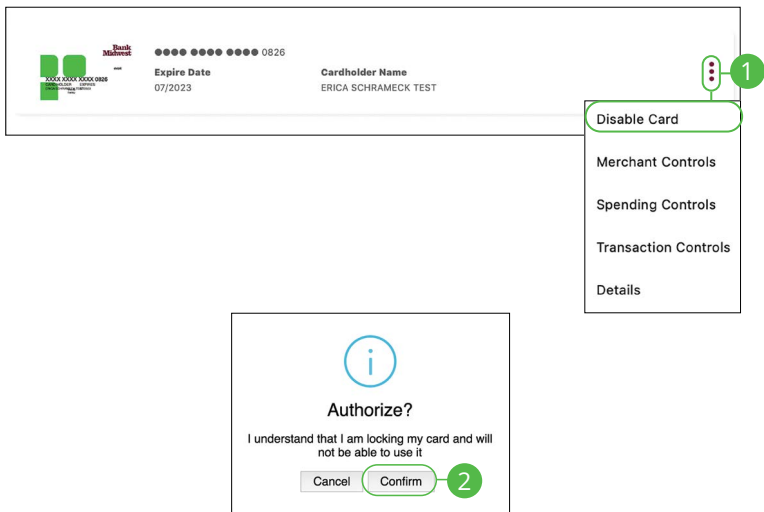 Bank
Midwest
●●●● ●●●● ●●●● 0826
Expire Date
07/2023
Cardholder Name
ERICA SCHRAMECK TEST
XXXX XXXX XXXX 0826
CARDHOLDER EXPIRES
1
Disable Card
Merchant Controls
Spending Controls
Transaction Controls
Details
Authorize?
I understand that I am locking my card and will
not be able to use it
Cancel
Confirm
2